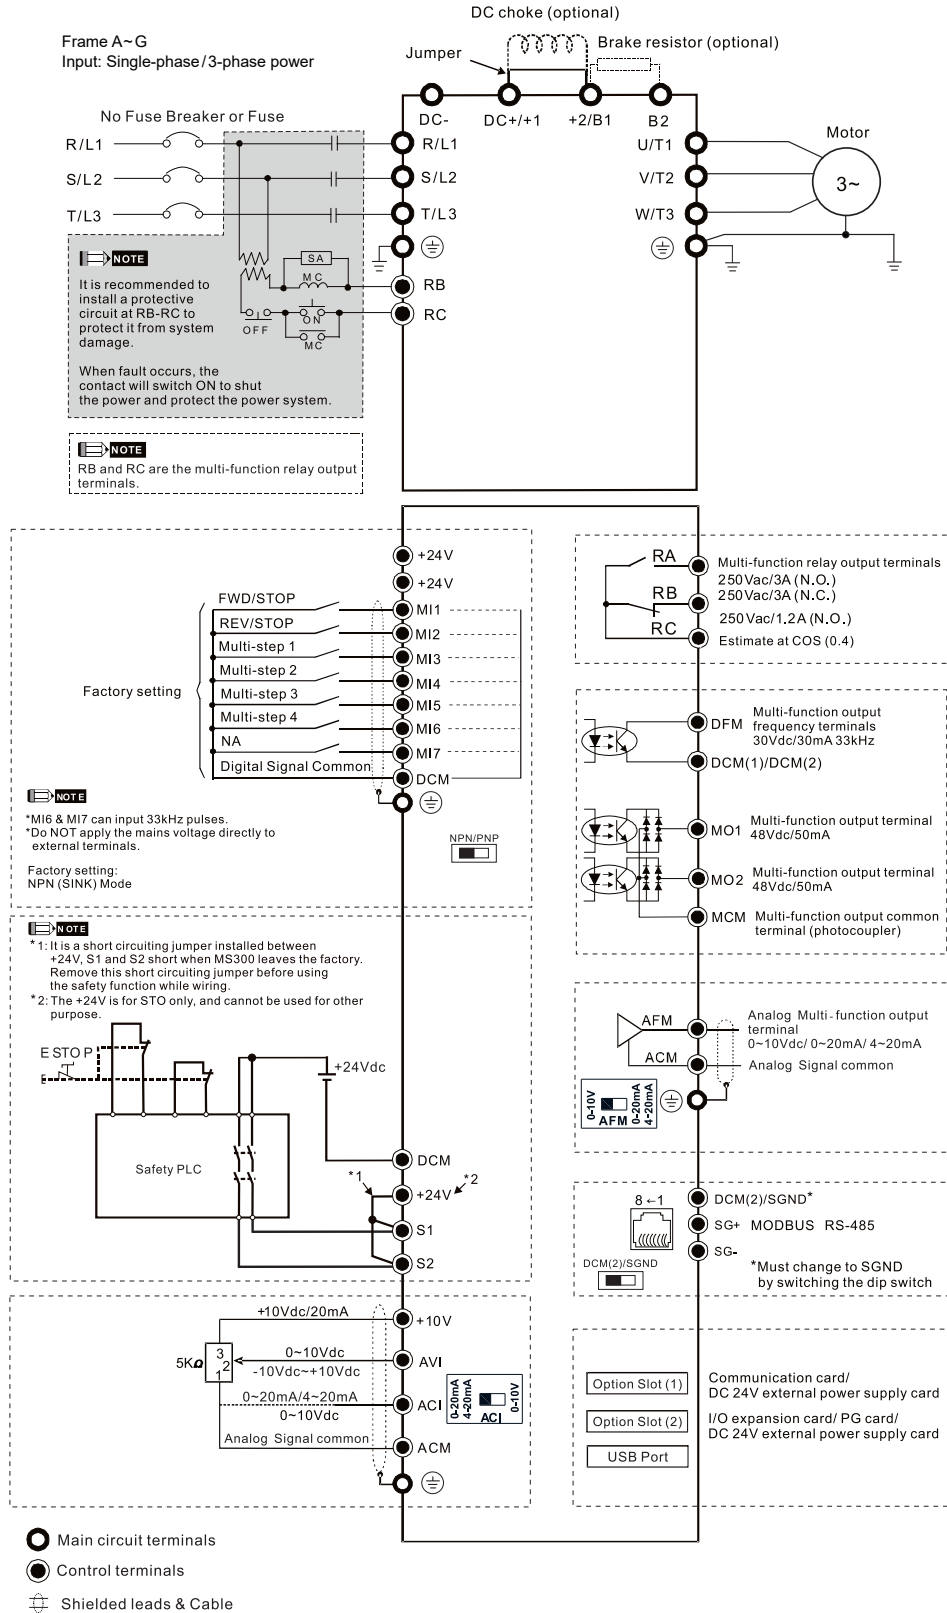 DC choke (optional)
Frame A~G
Input: Single-phase/3-phase power
Jumper
Brake resistor (optional)
No Fuse Breaker or Fuse
DC-
DC+/+1
+2/B1
B2
Motor
R/L1
R/L1
U/T1
S/L2
S/L2
V/T2
3~
T/L3
T/L3
W/T3
NOTE
It is recommended to
install a protective
circuit at RB-RC to
protect it from system
damage.
When fault occurs, the
contact will switch ON to shut
the power and protect the power system.
SA
MC
RB
OFF
ON
MC
RC
NOTE
RB and RC are the multi-function relay output
terminals.
+24V
+24V
FWD/STOP
MI1
REV/STOP
MI2
Multi-step 1
MI3
Multi-step 2
MI4
Factory setting
Multi-step 3
MI5
Multi-step 4
MI6
NA
MI7
Digital Signal Common
DCM
NOTE
*MI6 & MI7 can input 33kHz pulses.
*Do NOT apply the mains voltage directly to
external terminals.
Factory setting:
NPN (SINK) Mode
NPN/PNP
RA
Multi-function relay output terminals
250Vac/3A (N.O.)
RB
250Vac/3A (N.C.)
250Vac/1.2A (N.O.)
RC
Estimate at COS (0.4)
DFM
Multi-function output
frequency terminals
30Vdc/30mA 33kHz
DCM(1)/DCM(2)
MO1
Multi-function output terminal
48Vdc/50mA
MO2
Multi-function output terminal
48Vdc/50mA
MCM
Multi-function output common
terminal (photocoupler)
NOTE
*1: It is a short circuiting jumper installed between
+24V, S1 and S2 short when MS300 leaves the factory.
Remove this short circuiting jumper before using
the safety function while wiring.
*2: The +24V is for STO only, and cannot be used for other
purpose.
ESTOP
+24Vdc
Safety PLC
DCM
*1
*2
+24V
S1
S2
AFM
Analog Multi-function output
terminal
0~10Vdc/ 0~20mA/ 4~20mA
ACM
Analog Signal common
0-10V
AFM
0-20mA
4-20mA
8←1
DCM(2)/SGND*
SG+ MODBUS RS-485
SG-
DCM(2)/SGND
*Must change to SGND
by switching the dip switch
+10Vdc/20mA
+10V
5KΩ
3
2
1
0~10Vdc
-10Vdc~+10Vdc
AVI
0~20mA/4~20mA
0~10Vdc
ACI
0-20mA
4-20mA
ACI
0-10V
Analog Signal common
ACM
Option Slot (1)
Communication card/
DC 24V external power supply card
Option Slot (2)
I/O expansion card/ PG card/
DC 24V external power supply card
USB Port
Main circuit terminals
Control terminals
Shielded leads & Cable